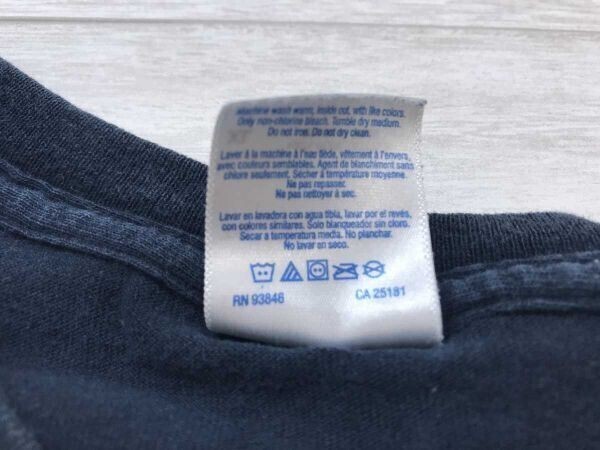 Machine wash warm, inside out, with like colors.
Only non-chlorine bleach. Tumble dry medium.
Do not iron. Do not dry clean.
Laver à la machine à l'eau tiède, vêtement à l'envers,
avec couleurs semblables. Agent de blanchiment sans
chlore seulement. Sécher à température moyenne.
Ne pas repasser.
Ne pas nettoyer à sec.
Lavar en lavadora con agua tibia, lavar por el revés,
con colores similares. Solo blanqueador sin cloro.
Secar a temperatura media. No planchar.
No lavar en seco.
RN 93846 CA 25181